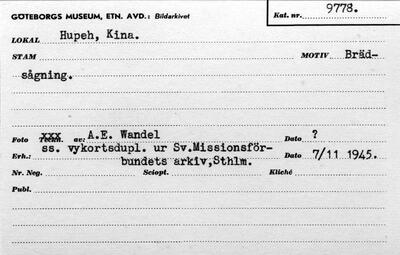 GÖTEBORGS MUSEUM, ETN. AVD.: Bildarkivet
Kat. nr. 9778.
LOKAL Hupeh, Kina.
STAM MOTIV Bräd-
sågning.
Foto Teckn. av: A.E. Wandel Dato ?
Erh.: ss. vykortsdupl. ur Sv.Missionsför- Dato 7/11 1945.
bundets arkiv,Sthlm.
Nr. Neg. Sciopt. Kliché
Publ.